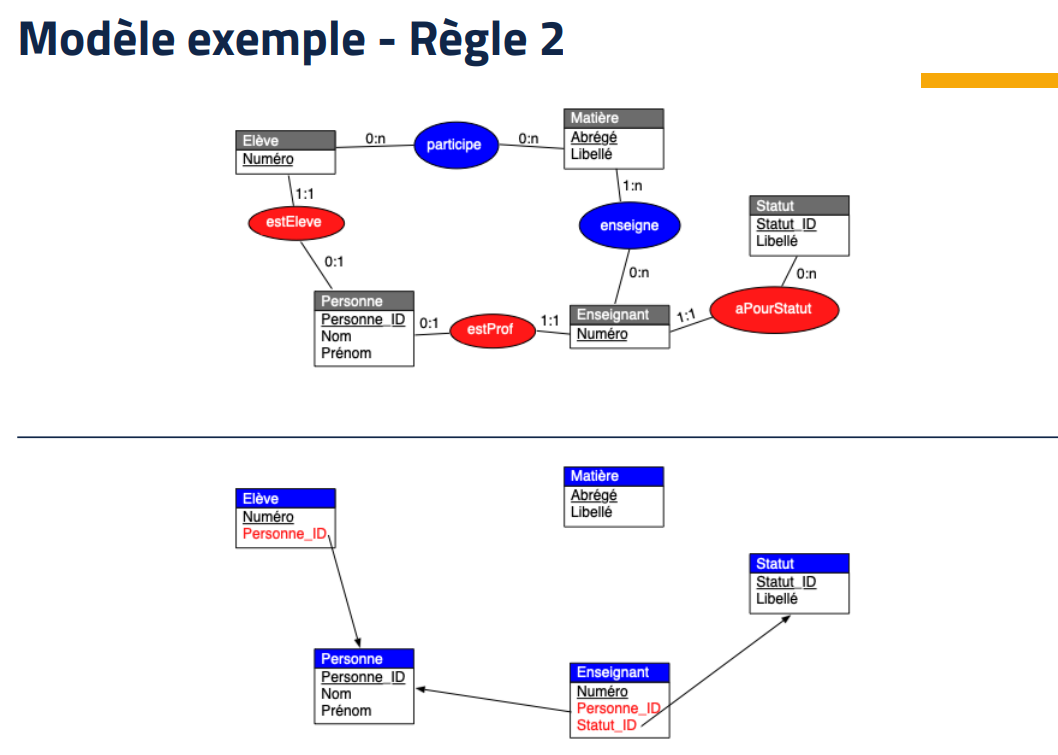 Modèle exemple - Règle 2
Elève
Numéro
0:n
participe
0:n
Matière
Abrégé
Libellé
1:1
estEleve
0:1
1:n
enseigne
0:n
Statut
Statut_ID
Libellé
0:n
aPourStatut
1:1
Personne
Personne_ID
Nom
Prénom
0:1
estProf
1:1
Enseignant
Numéro
Elève
Numéro
Personne_ID
Matière
Abrégé
Libellé
Statut
Statut_ID
Libellé
Personne
Personne_ID
Nom
Prénom
Enseignant
Numéro
Personne_ID
Statut_ID